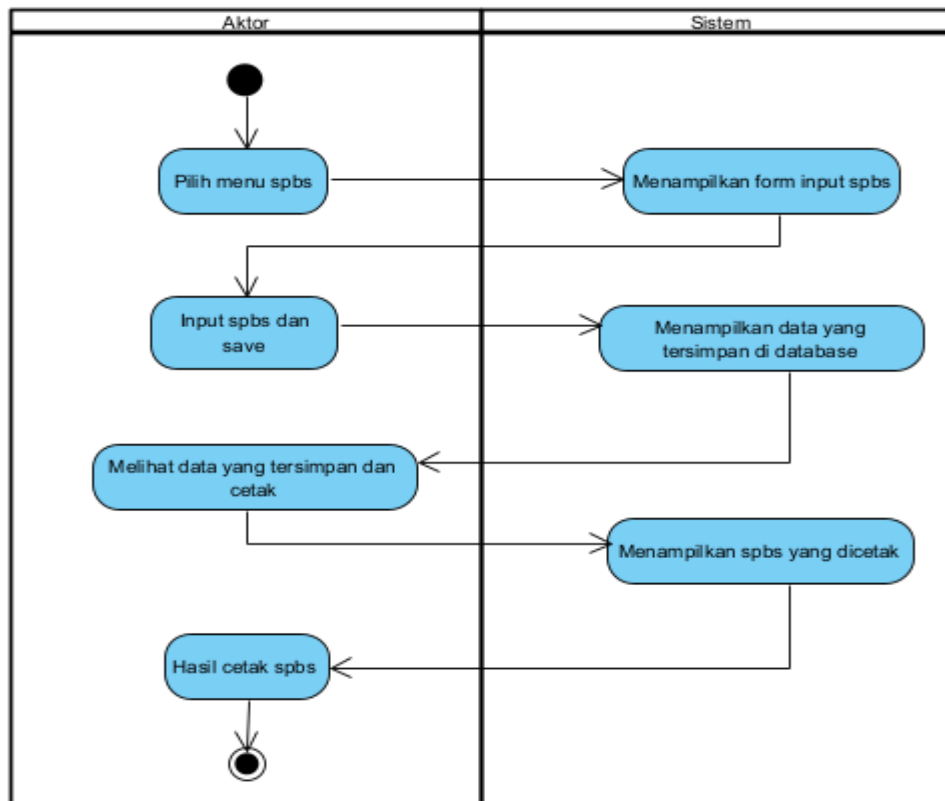 Aktor
Sistem
Pilih menu spbs
Menampilkan form input spbs
Input spbs dan
save
Menampilkan data yang
tersimpan di database
Melihat data yang tersimpan dan
cetak
Menampilkan spbs yang dicetak
Hasil cetak spbs